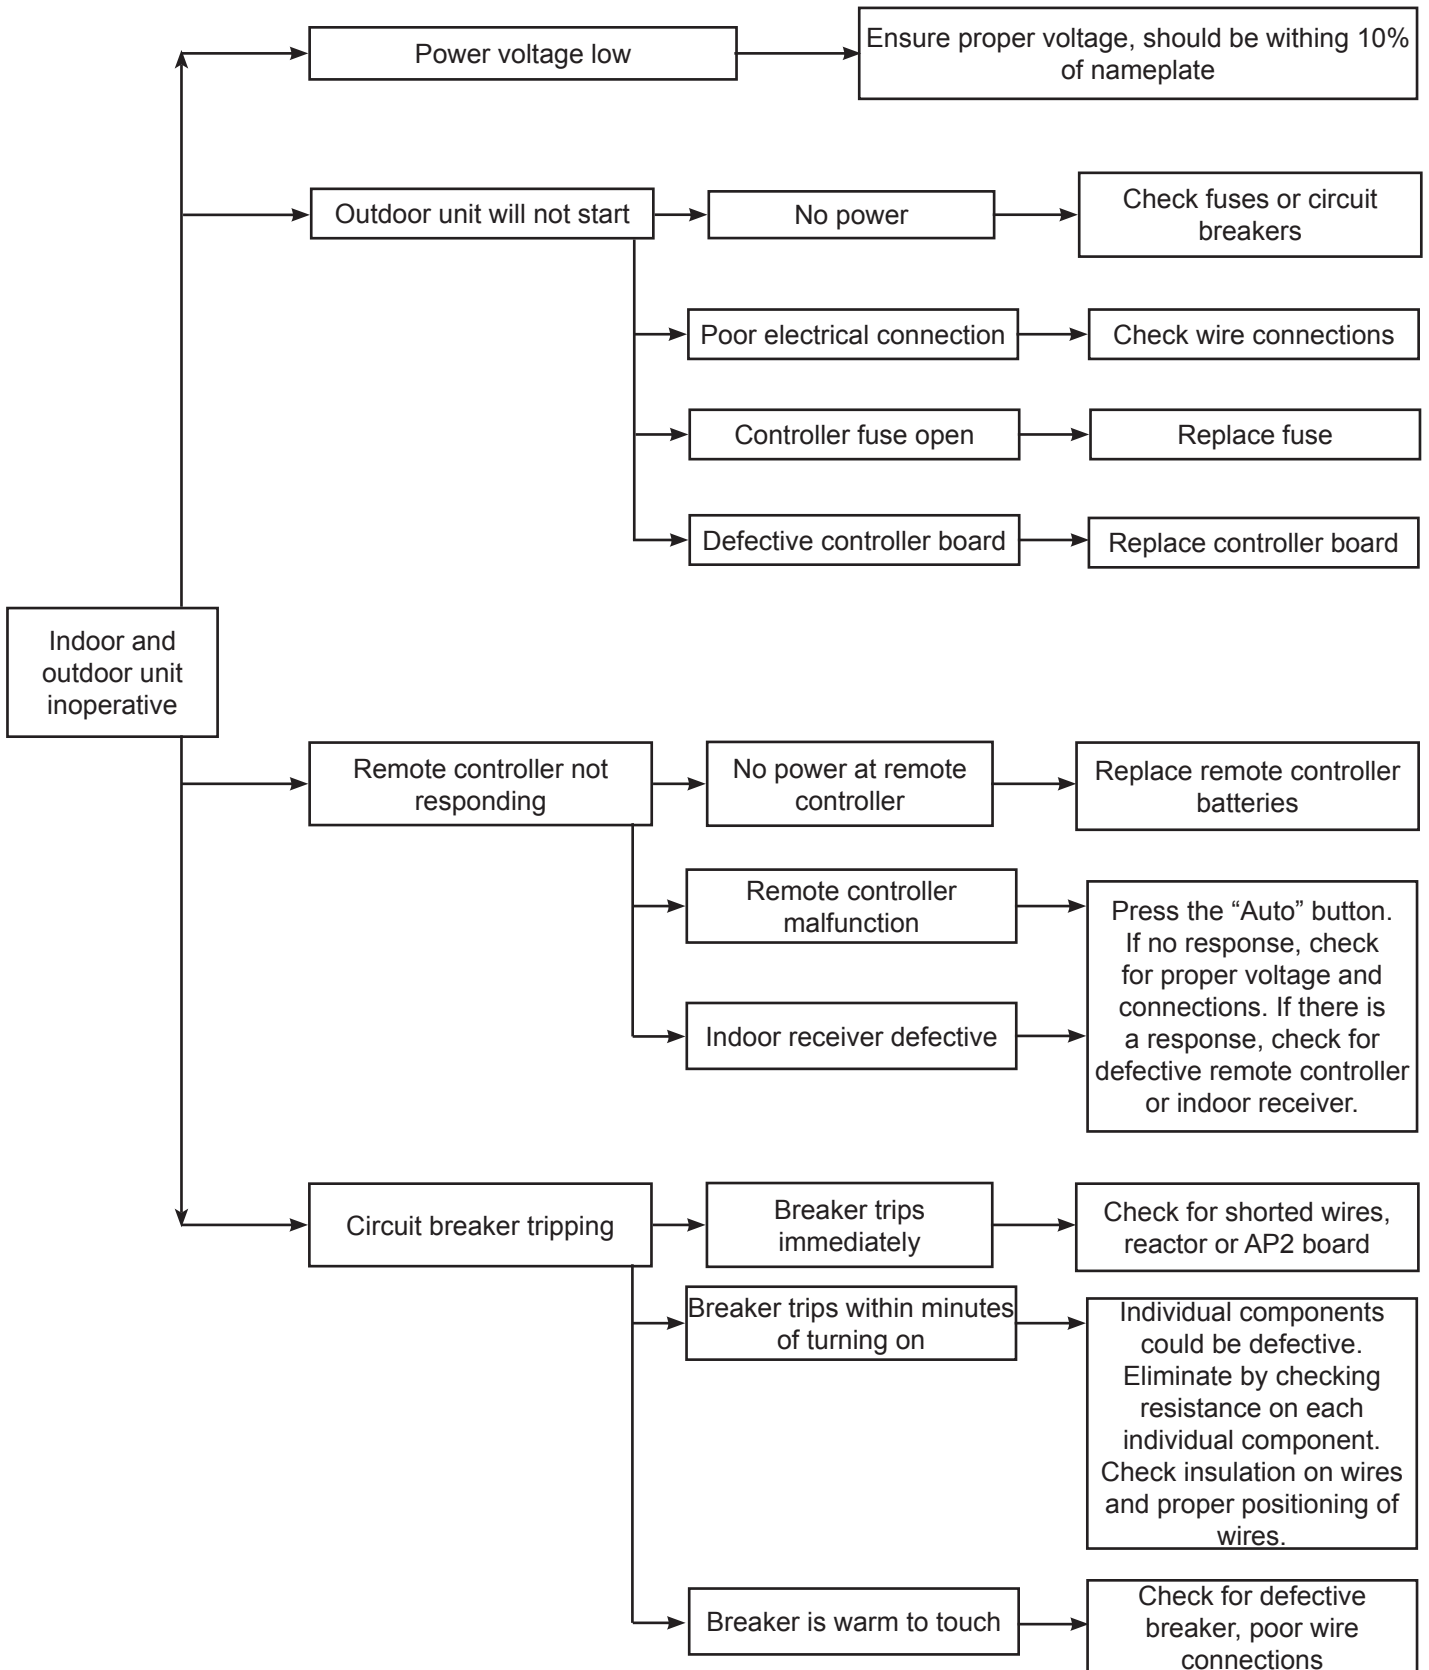 Power voltage low
Ensure proper voltage, should be withing 10%
of nameplate
Outdoor unit will not start
No power
Check fuses or circuit
breakers
Poor electrical connection
Check wire connections
Controller fuse open
Replace fuse
Defective controller board
Replace controller board
Indoor and
outdoor unit
inoperative
Remote controller not
responding
No power at remote
controller
Replace remote controller
batteries
Remote controller
malfunction
Indoor receiver defective
Press the “Auto” button.
If no response, check
for proper voltage and
connections. If there is
a response, check for
defective remote controller
or indoor receiver.
Circuit breaker tripping
Breaker trips
immediately
Check for shorted wires,
reactor or AP2 board
Breaker trips within minutes
of turning on
Individual components
could be defective.
Eliminate by checking
resistance on each
individual component.
Check insulation on wires
and proper positioning of
wires.
Breaker is warm to touch
Check for defective
breaker, poor wire
connections